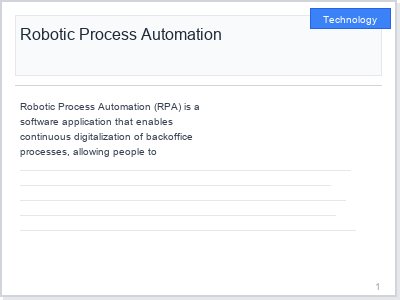 Technology
Robotic Process Automation
Robotic Process Automation (RPA) is a
software application that enables
continuous digitalization of backoffice
processes, allowing people to
1